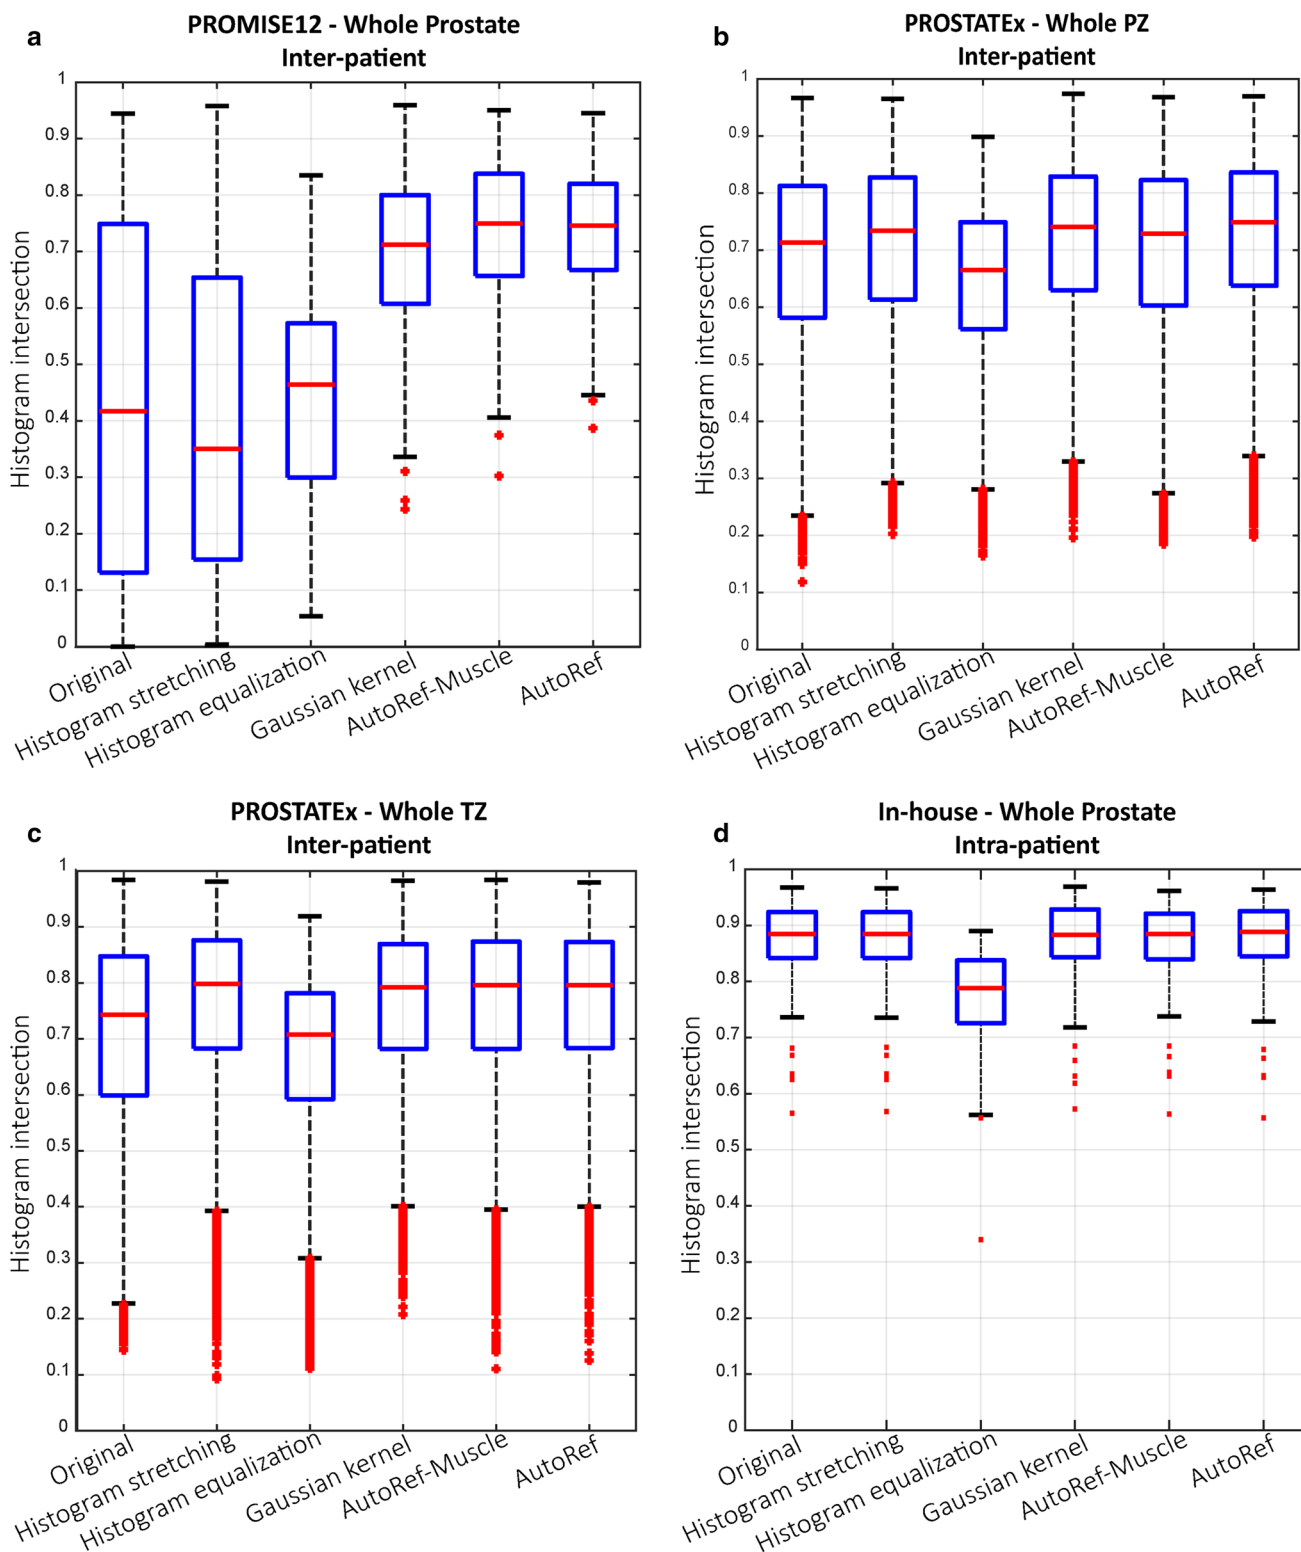 a
PROMISE12 - Whole Prostate
Inter-patient
Histogram intersection
1
0.9
0.8
0.7
0.6
0.5
0.4
0.3
0.2
0.1
0
Original
Histogram stretching
Histogram equalization
Gaussian kernel
AutoRef-Muscle
AutoRef
b
PROSTATEx - Whole PZ
Inter-patient
Histogram intersection
1
0.9
0.8
0.7
0.6
0.5
0.4
0.3
0.2
0.1
0
Original
Histogram stretching
Histogram equalization
Gaussian kernel
AutoRef-Muscle
AutoRef
c
PROSTATEx - Whole TZ
Inter-patient
Histogram intersection
1
0.9
0.8
0.7
0.6
0.5
0.4
0.3
0.2
0.1
0
Original
Histogram stretching
Histogram equalization
Gaussian kernel
AutoRef-Muscle
AutoRef
d
In-house - Whole Prostate
Intra-patient
Histogram intersection
1
0.9
0.8
0.7
0.6
0.5
0.4
0.3
0.2
0.1
0
Original
Histogram stretching
Histogram equalization
Gaussian kernel
AutoRef-Muscle
AutoRef